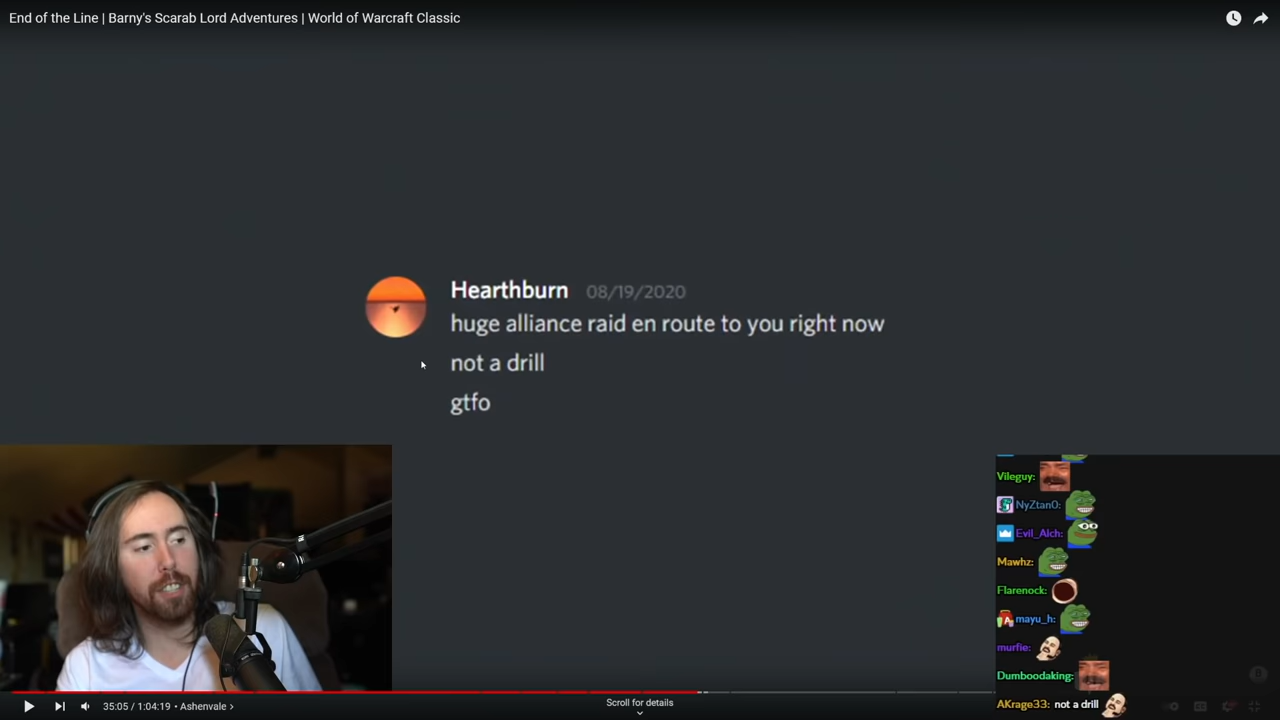 End of the Line | Barny's Scarab Lord Adventures | World of Warcraft Classic
Hearthburn 08/19/2020
huge alliance raid en route to you right now
not a drill
gtfo
Vileguy:
NyZtan0:
Evil_Alch:
Mawhz:
Flarenock:
mayu_h:
murfie:
Dumboodaking:
AKrage33: not a drill
35:05 / 1:04:19 • Ashenvale >
Scroll for details